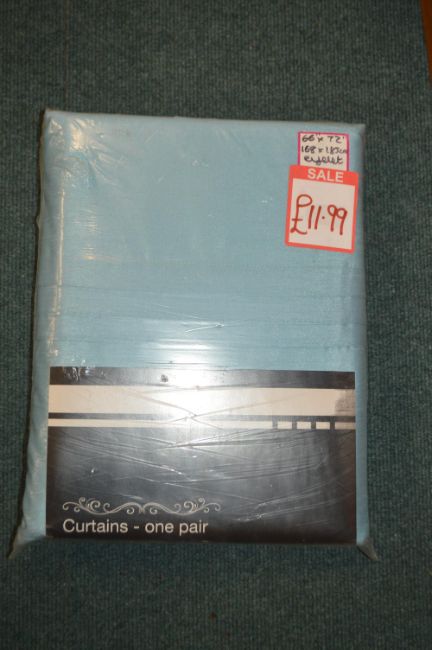 66" x 72"
168 x 183cm
eyelet
SALE
£11.99
Curtains - one pair